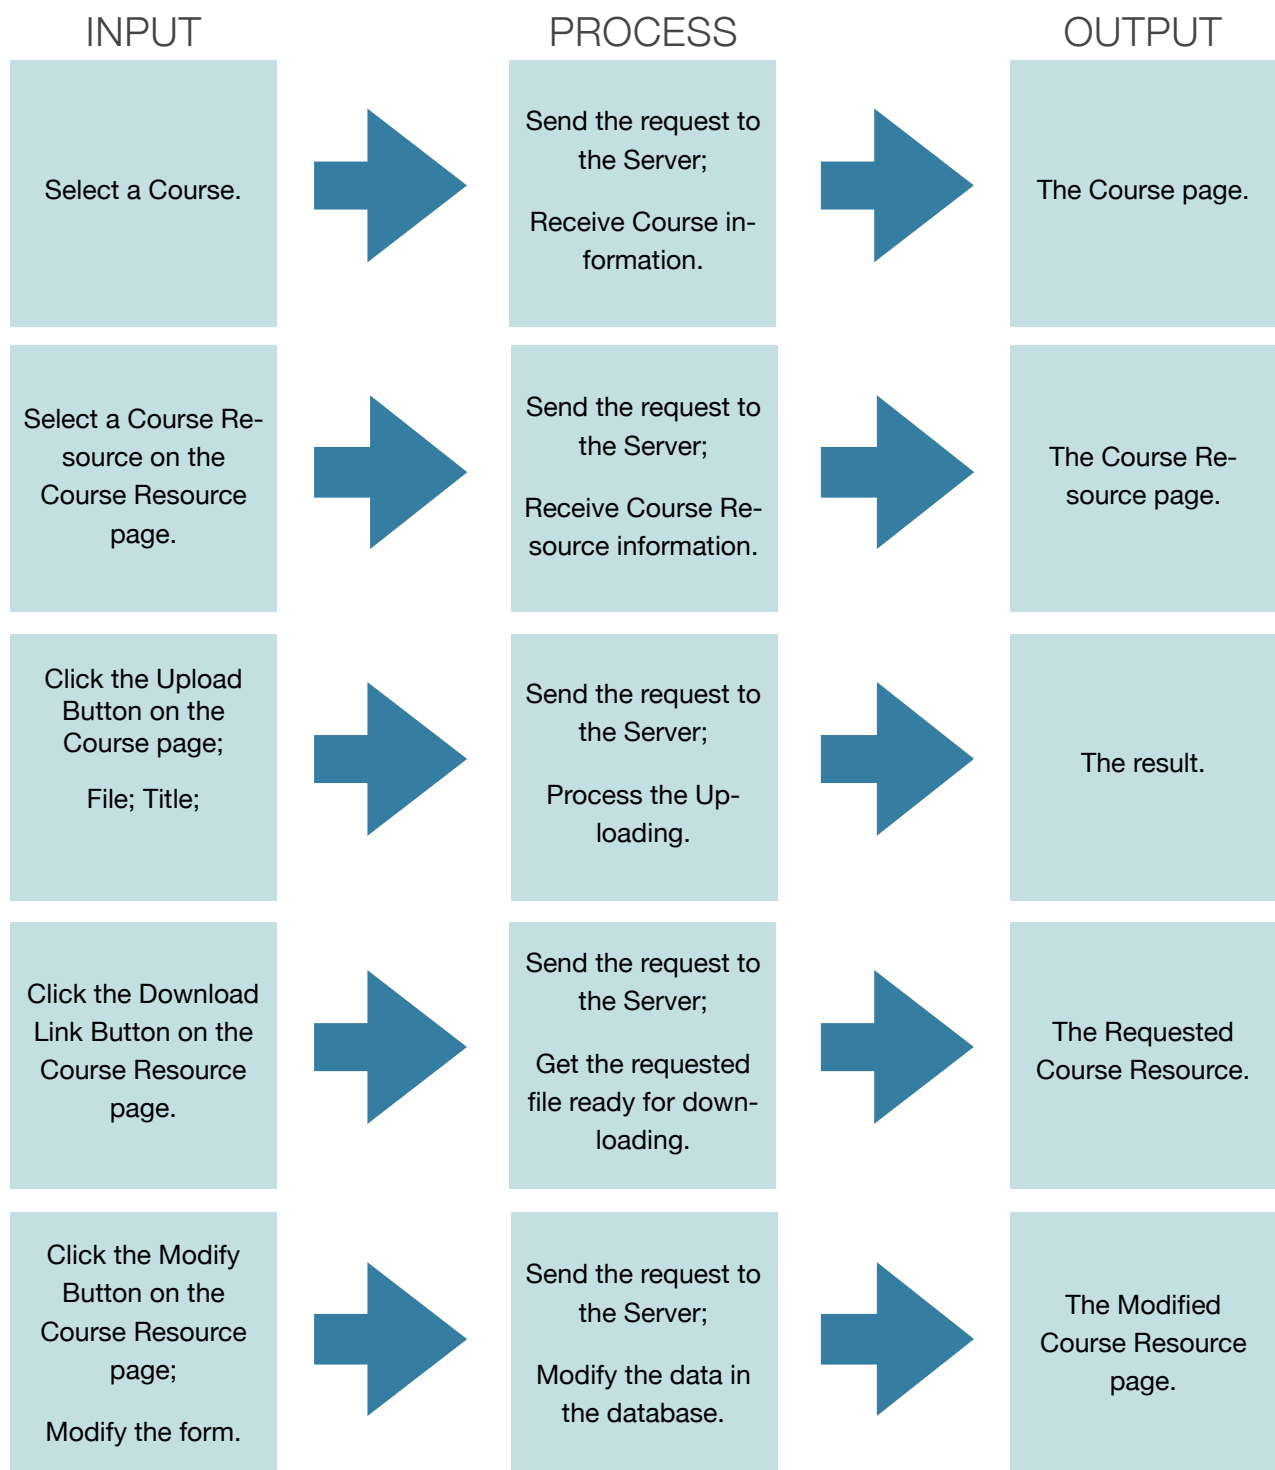 INPUT
PROCESS
OUTPUT
Select a Course.
Send the request to
the Server;
Receive Course in-
formation.
The Course page.
Select a Course Re-
source on the
Course Resource
page.
Send the request to
the Server;
Receive Course Re-
source information.
The Course Re-
source page.
Click the Upload
Button on the
Course page;
File; Title;
Send the request to
the Server;
Process the Up-
loading.
The result.
Click the Download
Link Button on the
Course Resource
page.
Send the request to
the Server;
Get the requested
file ready for down-
loading.
The Requested
Course Resource.
Click the Modify
Button on the
Course Resource
page;
Modify the form.
Send the request to
the Server;
Modify the data in
the database.
The Modified
Course Resource
page.